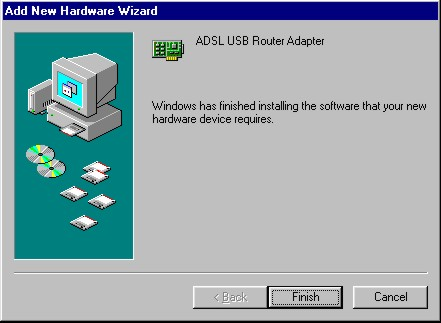 Add New Hardware Wizard
ADSL USB Router Adapter
Windows has finished installing the software that your new
hardware device requires.
< Back
Finish
Cancel